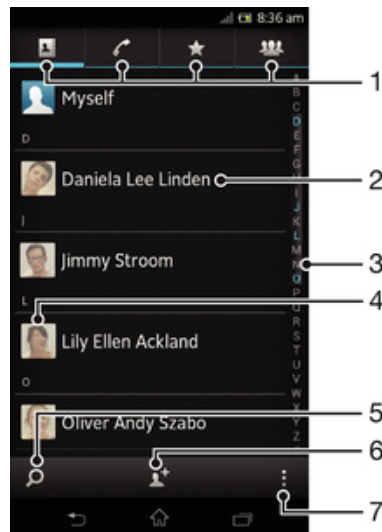 8:36 am
1
Myself
D
Daniela Lee Linden
2
J
Jimmy Stroom
3
L
4
Lily Ellen Ackland
O
Oliver Andy Szabo
5
6
7
A
B
C
D
E
F
G
H
I
J
K
L
M
N
O
P
Q
R
S
T
U
V
W
X
Y
Z